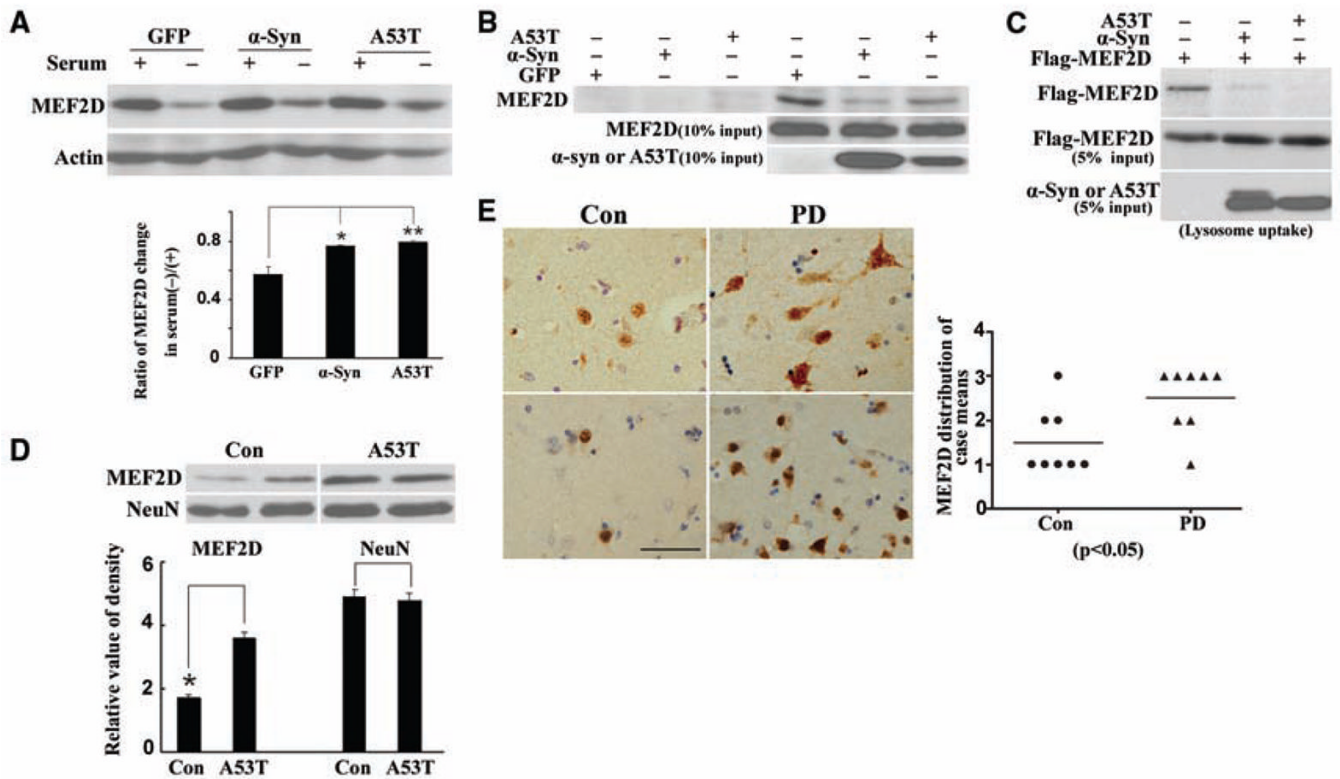 A
GFP α-Syn A53T
Serum + – + – + –
MEF2D
Actin
Ratio of MEF2D change
in serum(–)/(+)
0.8
0.4
0
* **
GFP α-Syn A53T
B
A53T – – + – – +
α-Syn – + – – + –
GFP + – – + – –
MEF2D
MEF2D(10% input)
α-syn or A53T(10% input)
C
A53T – – +
α-Syn – + –
Flag-MEF2D + + +
Flag-MEF2D
Flag-MEF2D
(5% input)
α-Syn or A53T
(5% input)
(Lysosome uptake)
D
Con A53T
MEF2D
NeuN
MEF2D NeuN
Relative value of density
6
4
2
0
*
Con A53T Con A53T
E
Con PD
MEF2D distribution of
case means
4
3
2
1
0
Con PD
(p<0.05)